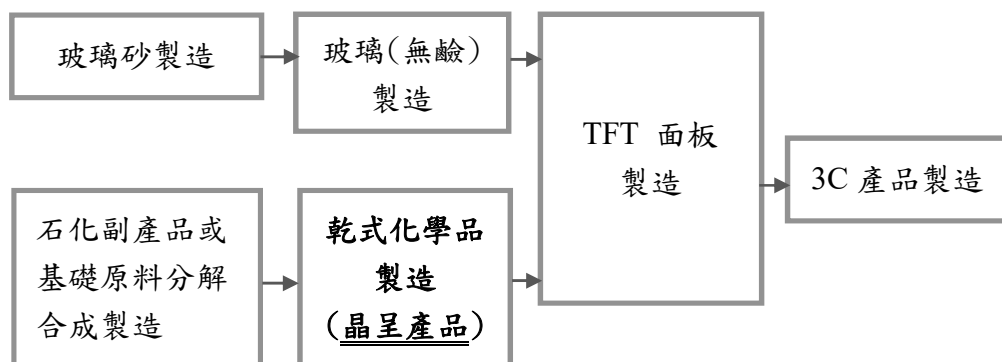 玻璃砂製造
玻璃(無鹼)
製造
TFT 面板
製造
3C 產品製造
石化副產品或
基礎原料分解
合成製造
乾式化學品
製造
(晶呈產品)